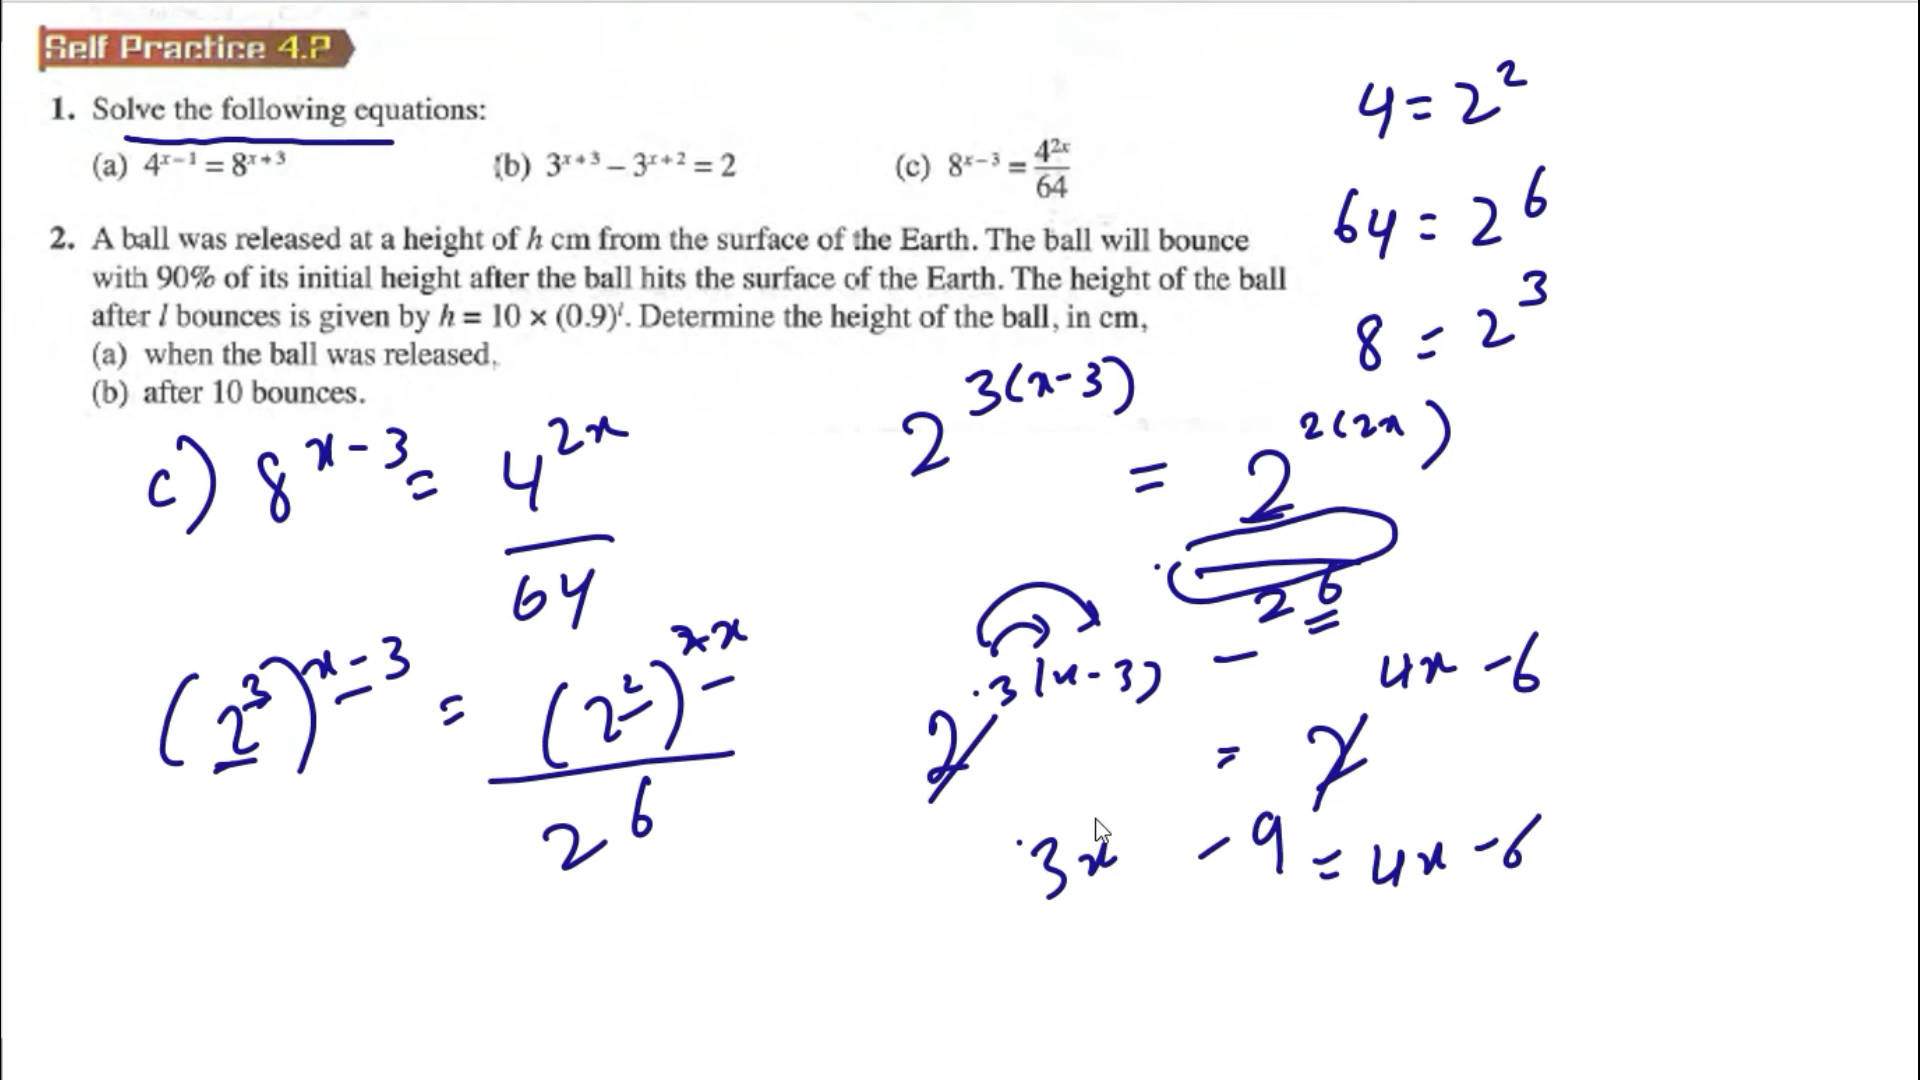 Self Practice 4.2
1. Solve the following equations:
(a) 4^{x-1} = 8^{x+3} (b) 3^{x+3} – 3^{x+2} = 2 (c) 8^{x-3} = \frac{4^{2x}}{64}
2. A ball was released at a height of h cm from the surface of the Earth. The ball will bounce
with 90% of its initial height after the ball hits the surface of the Earth. The height of the ball
after l bounces is given by h = 10 × (0.9)^l. Determine the height of the ball, in cm,
(a) when the ball was released,
(b) after 10 bounces.
4 = 2^2
64 = 2^6
8 = 2^3
c) 8^{x-3} = \frac{4^{2x}}{64}
(2^3)^{x-3} = \frac{(2^2)^{2x}}{2^6}
2^{3(x-3)} = \frac{2^{2(2x)}}{2^6}
2^{3(x-3)} = 2^{4x-6}
3x - 9 = 4x - 6